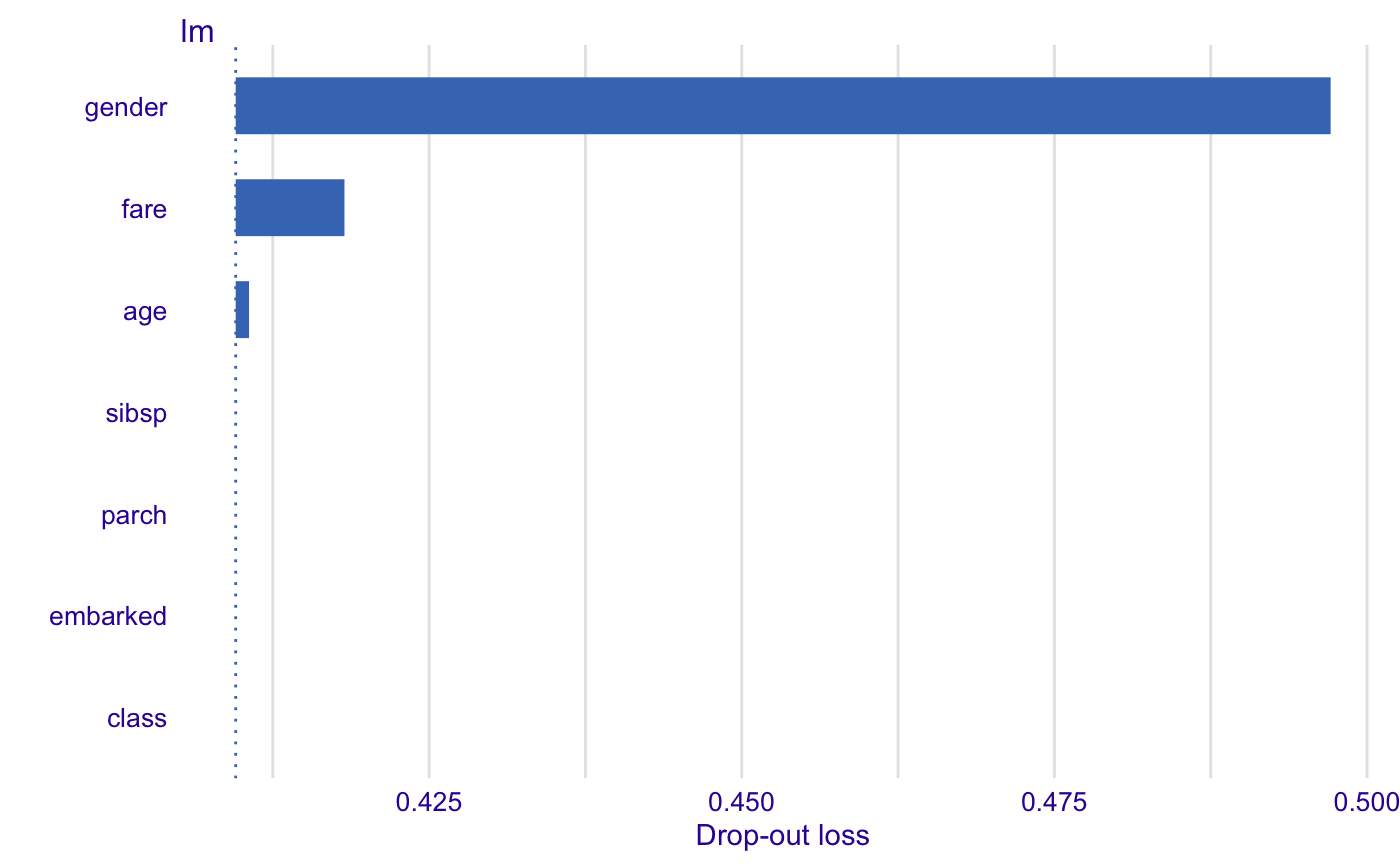 lm
gender
fare
age
sibsp
parch
embarked
class
0.425 0.450 0.475 0.500
Drop-out loss